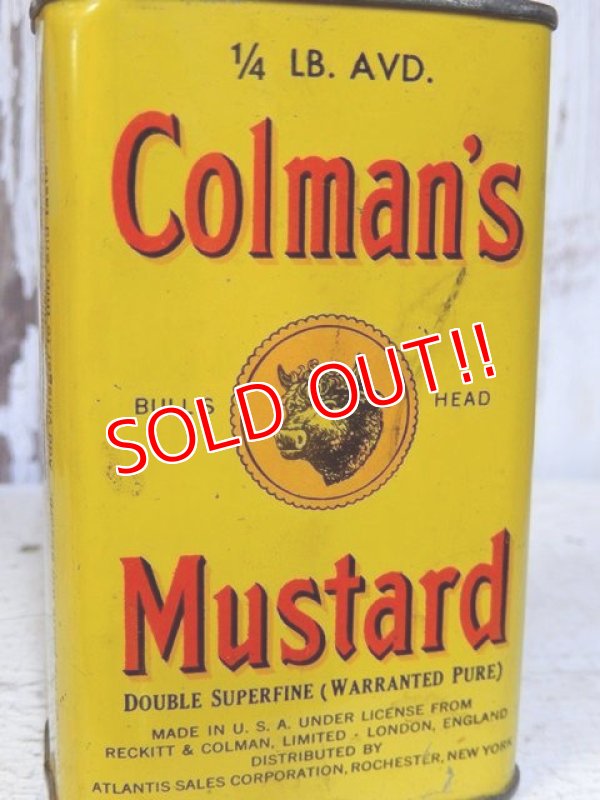 1/4 LB. AVD.
Colman's
BULL'S HEAD
SOLD OUT!!
Mustard
DOUBLE SUPERFINE (WARRANTED PURE)
MADE IN U. S. A. UNDER LICENSE FROM
RECKITT & COLMAN, LIMITED - LONDON, ENGLAND
DISTRIBUTED BY
ATLANTIS SALES CORPORATION, ROCHESTER, NEW YORK